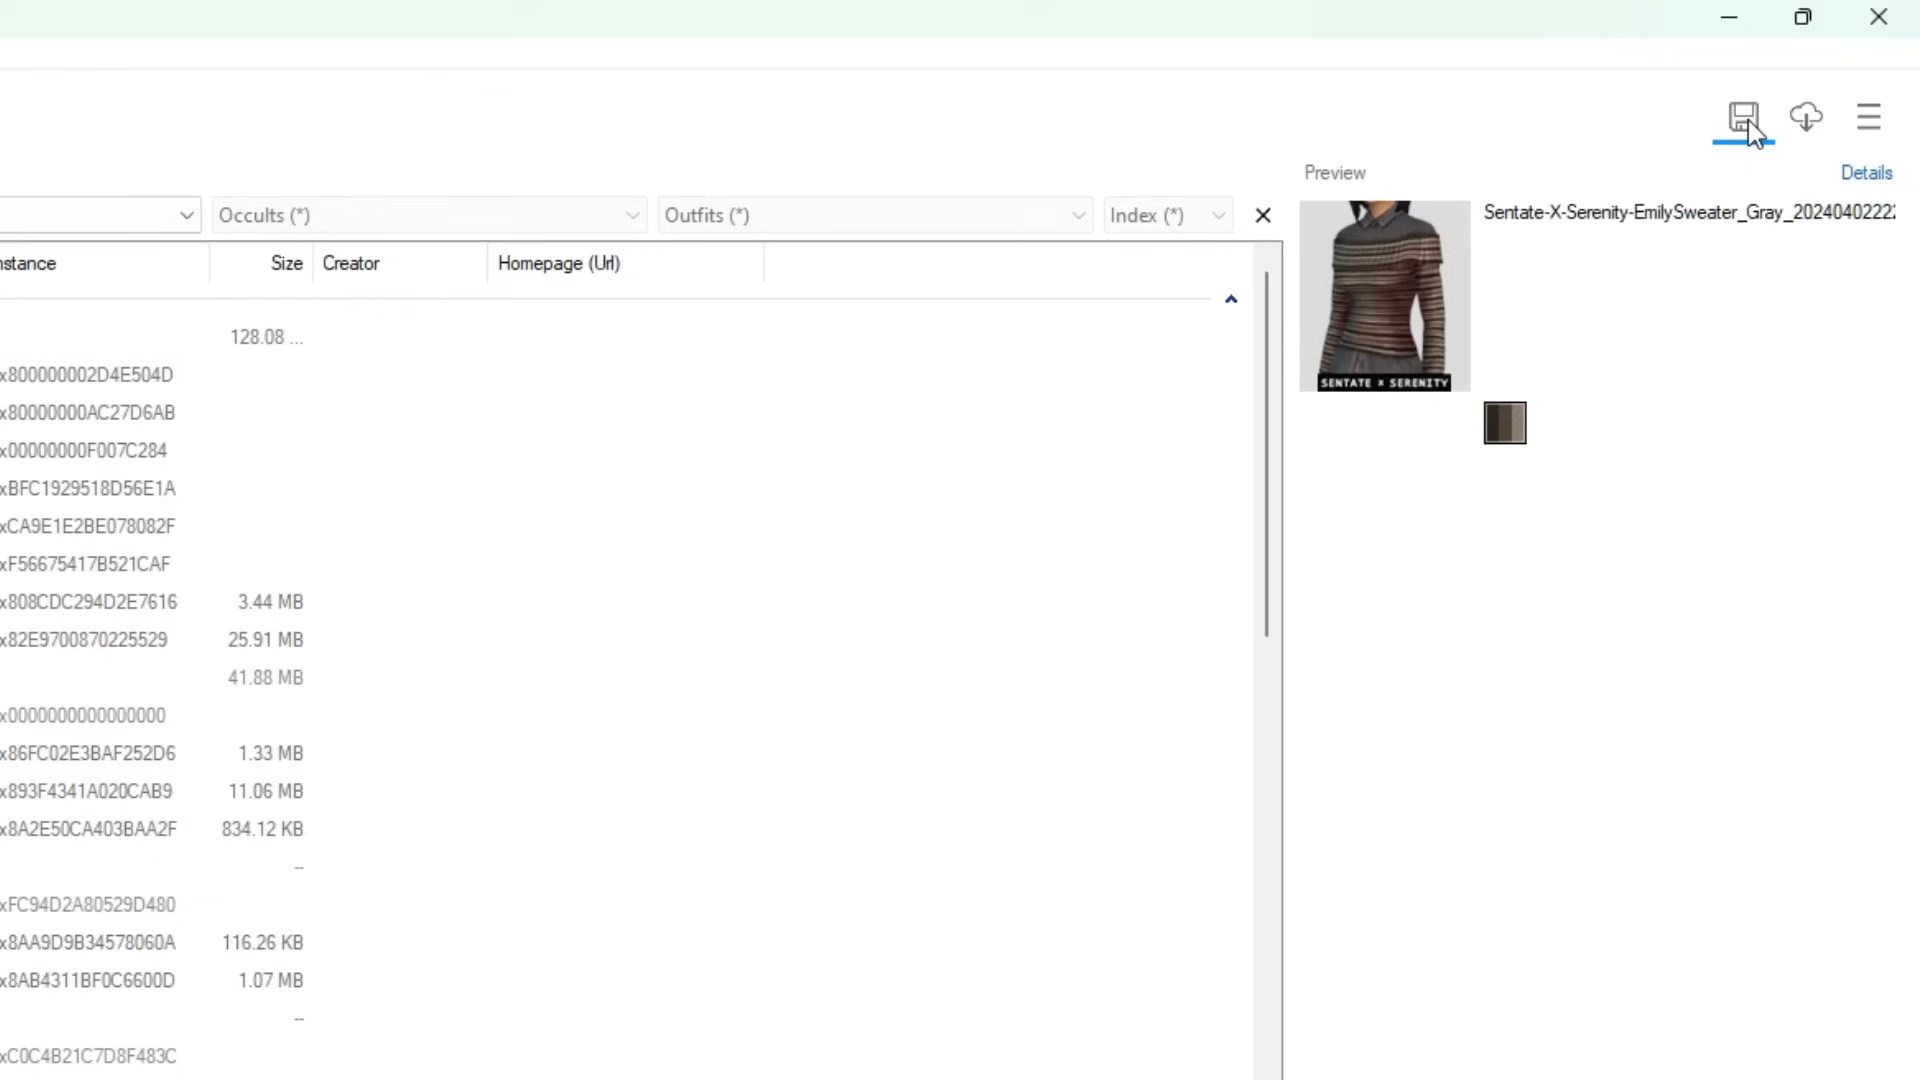 Preview
Details
Occults (*)
Outfits (*)
Index (*)
Sentate-X-Serenity-EmilySweater_Gray_2024040222
nstance
Size
Creator
Homepage (Url)
128.08 ...
x800000002D4E504D
x80000000AC27D6AB
x00000000F007C284
xBFC1929518D56E1A
xCA9E1E2BE078082F
xF56675417B521CAF
SENTATE x SERENITY
x808CDC294D2E7616 3.44 MB
x82E9700870225529 25.91 MB
41.88 MB
x0000000000000000
x86FC02E3BAF252D6 1.33 MB
x893F4341A020CAB9 11.06 MB
x8A2E50CA403BAA2F 834.12 KB
--
xFC94D2A80529D480
x8AA9D9B34578060A 116.26 KB
x8AB4311BF0C6600D 1.07 MB
--
xC0C4B21C7D8F483C